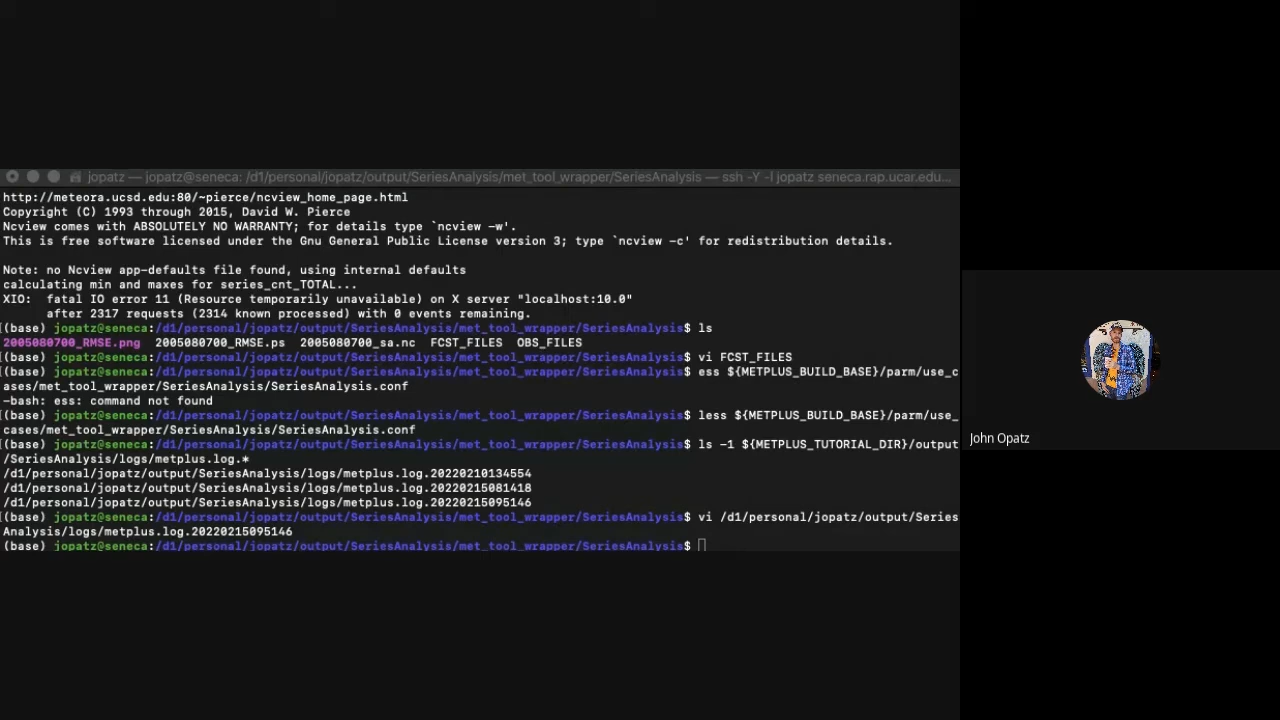 jopatz — jopatz@seneca: /d1/personal/jopatz/output/SeriesAnalysis/met_tool_wrapper/SeriesAnalysis — ssh -Y -l jopatz seneca.rap.ucar.edu...
http://meteora.ucsd.edu:80/~pierce/ncview_home_page.html
Copyright (C) 1993 through 2015, David W. Pierce
Ncview comes with ABSOLUTELY NO WARRANTY; for details type `ncview -w'.
This is free software licensed under the Gnu General Public License version 3; type `ncview -c' for redistribution details.
Note: no Ncview app-defaults file found, using internal defaults
calculating min and maxes for series_cnt_TOTAL...
XIO:  fatal IO error 11 (Resource temporarily unavailable) on X server "localhost:10.0"
      after 2317 requests (2314 known processed) with 0 events remaining.
[(base) jopatz@seneca:/d1/personal/jopatz/output/SeriesAnalysis/met_tool_wrapper/SeriesAnalysis$ ls
2005080700_RMSE.png  2005080700_RMSE.ps  2005080700_sa.nc  FCST_FILES  OBS_FILES
[(base) jopatz@seneca:/d1/personal/jopatz/output/SeriesAnalysis/met_tool_wrapper/SeriesAnalysis$ vi FCST_FILES
[(base) jopatz@seneca:/d1/personal/jopatz/output/SeriesAnalysis/met_tool_wrapper/SeriesAnalysis$ ess ${METPLUS_BUILD_BASE}/parm/use_c
ases/met_tool_wrapper/SeriesAnalysis/SeriesAnalysis.conf
-bash: ess: command not found
[(base) jopatz@seneca:/d1/personal/jopatz/output/SeriesAnalysis/met_tool_wrapper/SeriesAnalysis$ less ${METPLUS_BUILD_BASE}/parm/use_
cases/met_tool_wrapper/SeriesAnalysis/SeriesAnalysis.conf
[(base) jopatz@seneca:/d1/personal/jopatz/output/SeriesAnalysis/met_tool_wrapper/SeriesAnalysis$ ls -1 ${METPLUS_TUTORIAL_DIR}/output
/SeriesAnalysis/logs/metplus.log.*
/d1/personal/jopatz/output/SeriesAnalysis/logs/metplus.log.20220210134554
/d1/personal/jopatz/output/SeriesAnalysis/logs/metplus.log.20220215081418
/d1/personal/jopatz/output/SeriesAnalysis/logs/metplus.log.20220215095146
[(base) jopatz@seneca:/d1/personal/jopatz/output/SeriesAnalysis/met_tool_wrapper/SeriesAnalysis$ vi /d1/personal/jopatz/output/Series
Analysis/logs/metplus.log.20220215095146
(base) jopatz@seneca:/d1/personal/jopatz/output/SeriesAnalysis/met_tool_wrapper/SeriesAnalysis$
John Opatz